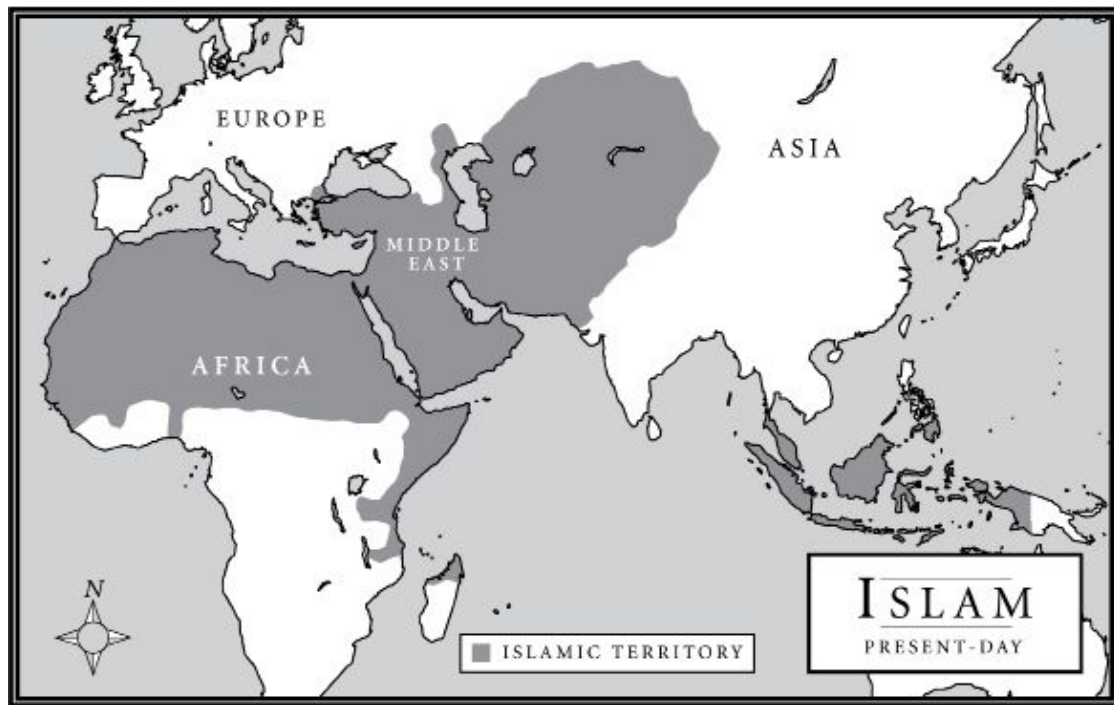 EUROPE
ASIA
MIDDLE
EAST
AFRICA
N
ISLAM
PRESENT-DAY
ISLAMIC TERRITORY